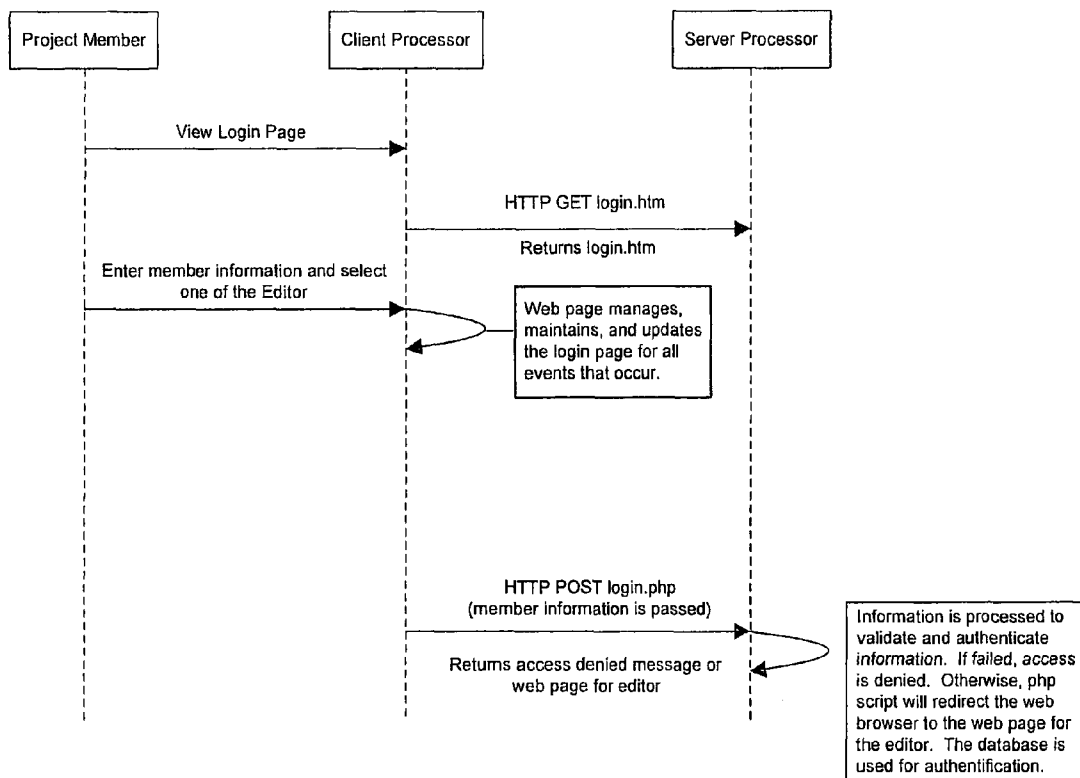 Project Member
Client Processor
Server Processor
View Login Page
HTTP GET login.htm
Returns login.htm
Enter member information and select
one of the Editor
Web page manages,
maintains, and updates
the login page for all
events that occur.
HTTP POST login.php
(member information is passed)
Returns access denied message or
web page for editor
Information is processed to
validate and authenticate
information. If failed, access
is denied. Otherwise, php
script will redirect the web
browser to the web page for
the editor. The database is
used for authentification.